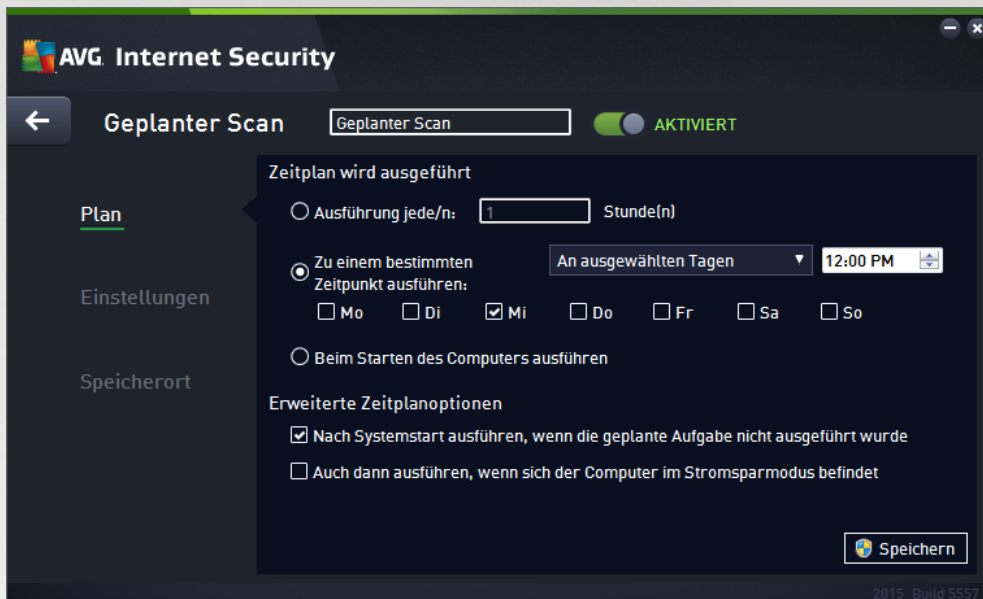 AVG Internet Security
Geplanter Scan
Geplanter Scan
AKTIVIERT
Plan
Einstellungen
Speicherort
Zeitplan wird ausgeführt
Ausführung jede/n: 1 Stunde(n)
Zu einem bestimmten
Zeitpunkt ausführen:
An ausgewählten Tagen
12:00 PM
Mo Di Mi Do Fr Sa So
Beim Starten des Computers ausführen
Erweiterte Zeitplanoptionen
Nach Systemstart ausführen, wenn die geplante Aufgabe nicht ausgeführt wurde
Auch dann ausführen, wenn sich der Computer im Stromsparmodus befindet
Speichern
2015 Build 5557